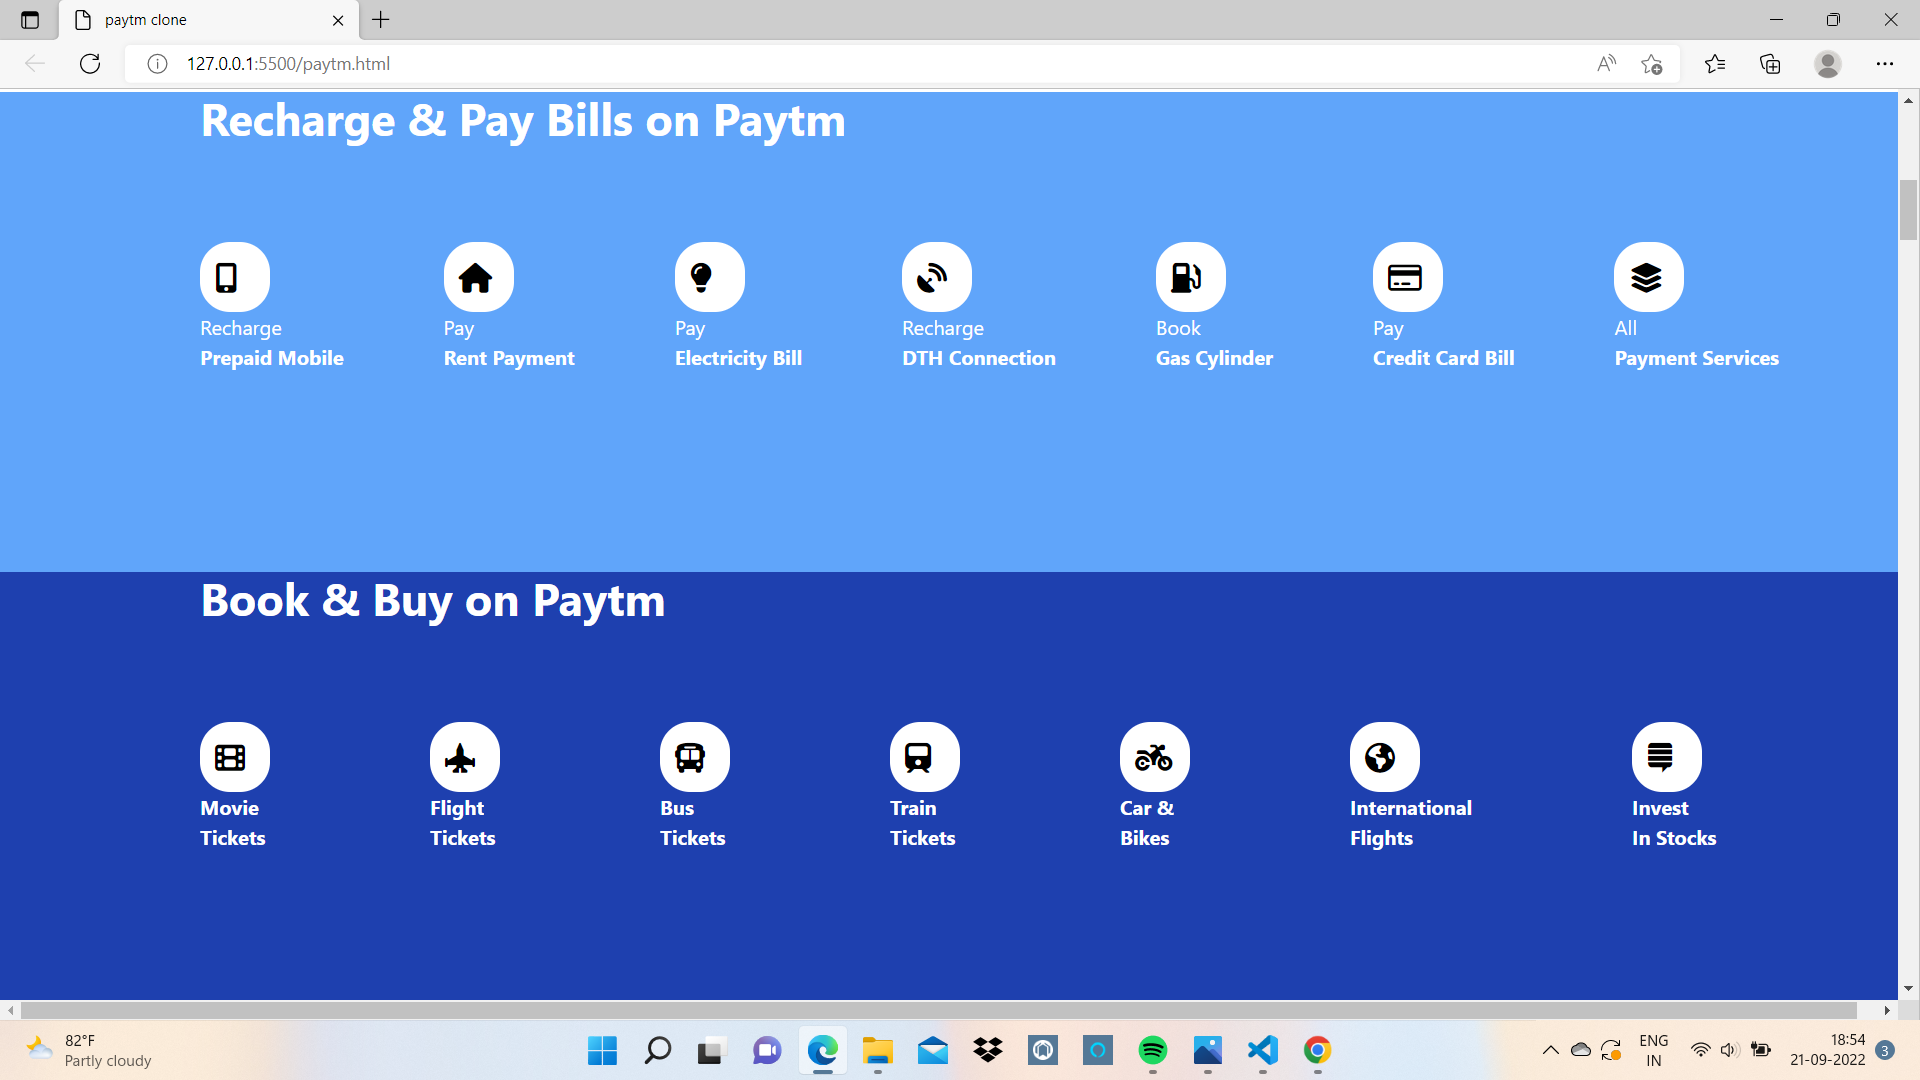 paytm clone
127.0.0.1:5500/paytm.html
Recharge & Pay Bills on Paytm
Recharge
Prepaid Mobile
Pay
Rent Payment
Pay
Electricity Bill
Recharge
DTH Connection
Book
Gas Cylinder
Pay
Credit Card Bill
All
Payment Services
Book & Buy on Paytm
Movie
Tickets
Flight
Tickets
Bus
Tickets
Train
Tickets
Car &
Bikes
International
Flights
Invest
In Stocks
82°F
Partly cloudy
ENG
IN
18:54
21-09-2022
3